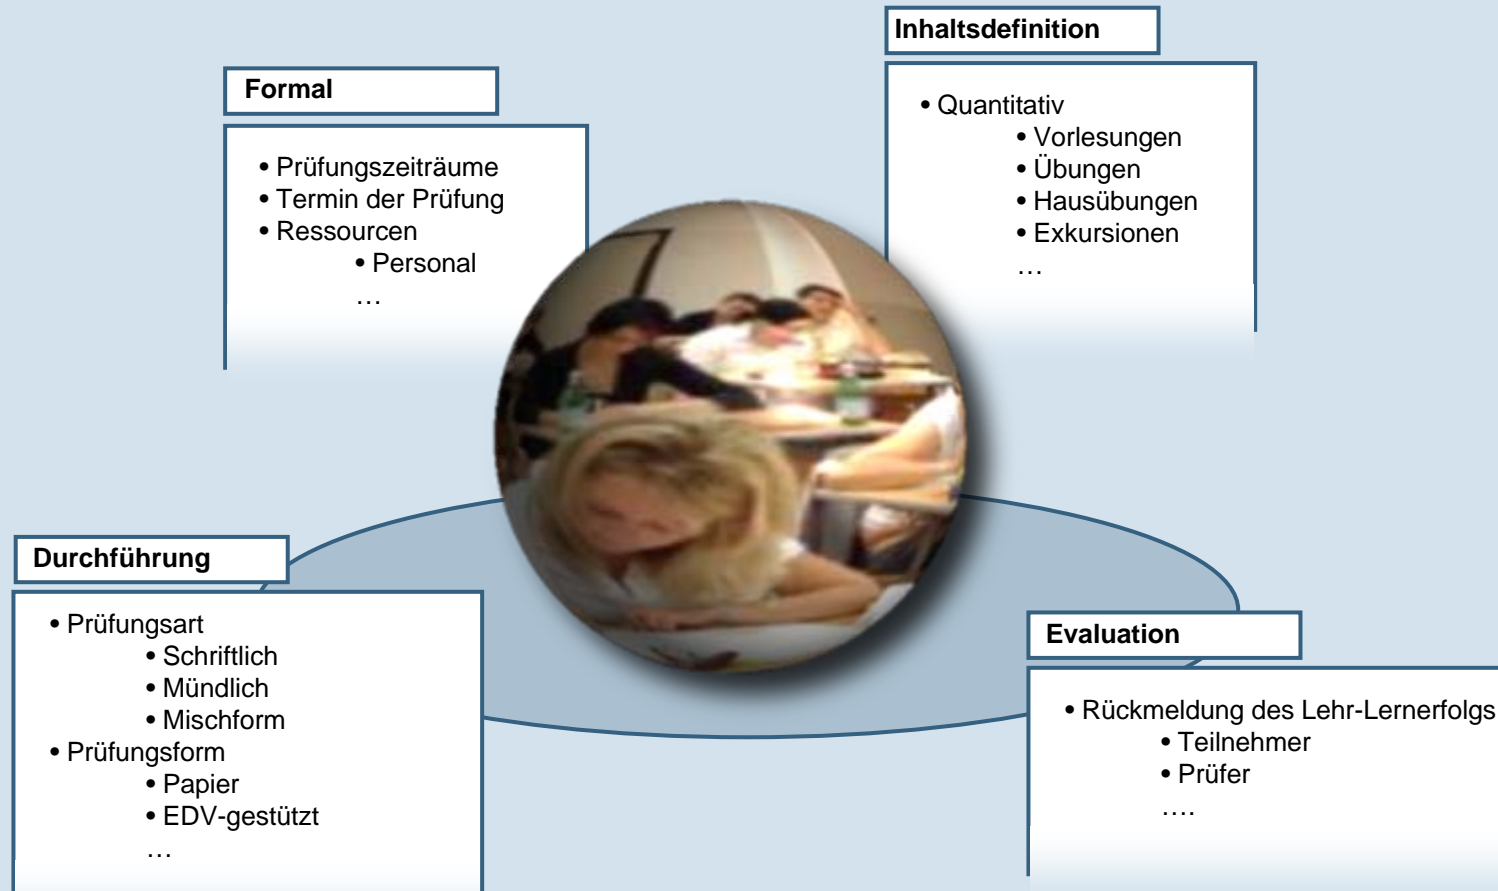 Formal
• Prüfungszeiträume
• Termin der Prüfung
• Ressourcen
• Personal
…
Inhaltsdefinition
• Quantitativ
• Vorlesungen
• Übungen
• Hausübungen
• Exkursionen
…
Durchführung
• Prüfungsart
• Schriftlich
• Mündlich
• Mischform
• Prüfungsform
• Papier
• EDV-gestützt
…
Evaluation
• Rückmeldung des Lehr-Lernerfolgs
• Teilnehmer
• Prüfer
….